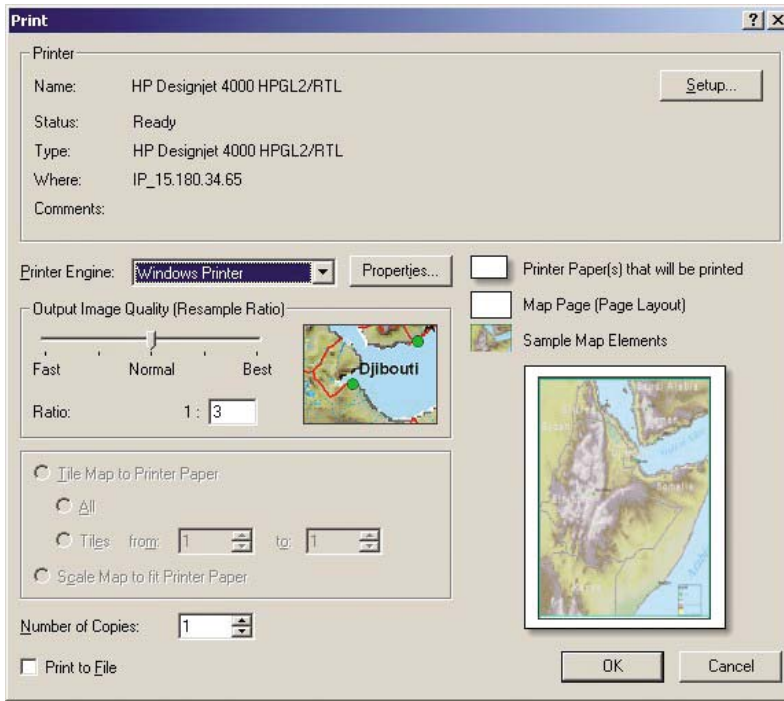 Print
Printer
Name: HP Designjet 4000 HPGL2/RTL
Setup...
Status: Ready
Type: HP Designjet 4000 HPGL2/RTL
Where: IP_15.180.34.65
Comments:
Printer Engine: Windows Printer Properties...
Printer Paper(s) that will be printed
Map Page (Page Layout)
Sample Map Elements
Output Image Quality (Resample Ratio)
Fast Normal Best
Ratio: 1 : 3
Djibouti
Tile Map to Printer Paper
All
Tiles from: 1 to: 1
Scale Map to fit Printer Paper
Number of Copies: 1
Print to File
Somalia
OK Cancel